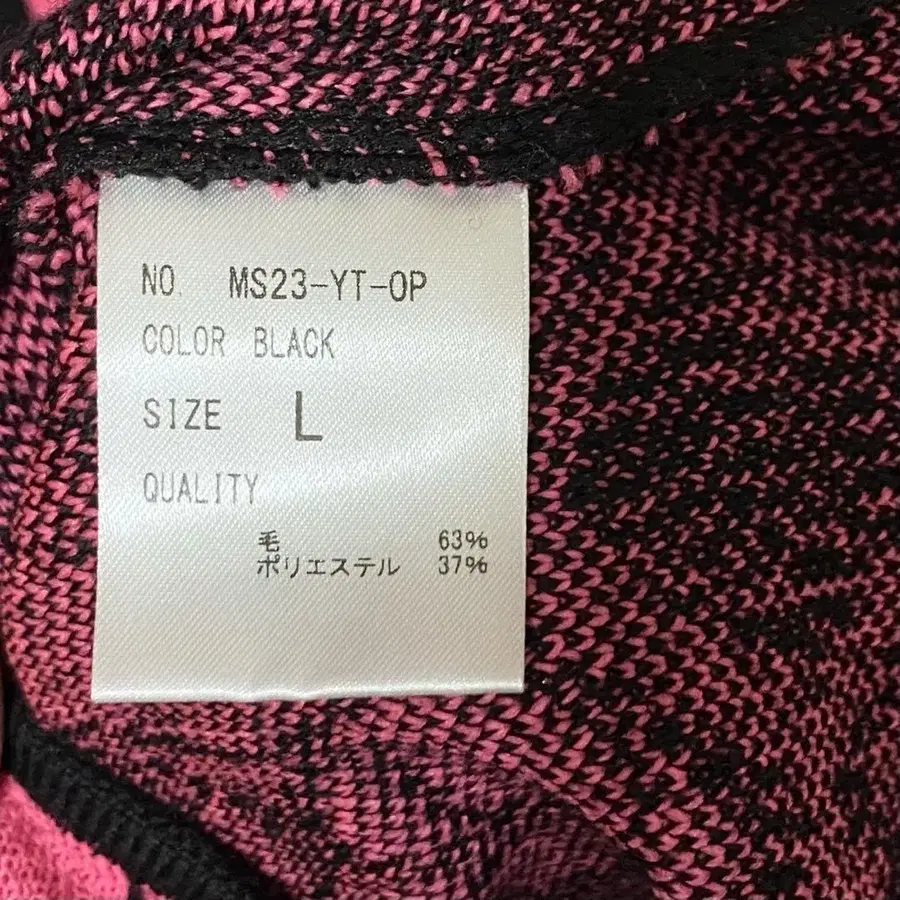 NO. MS23-YT-OP
COLOR BLACK
SIZE L
QUALITY
毛 63%
ポリエステル 37%